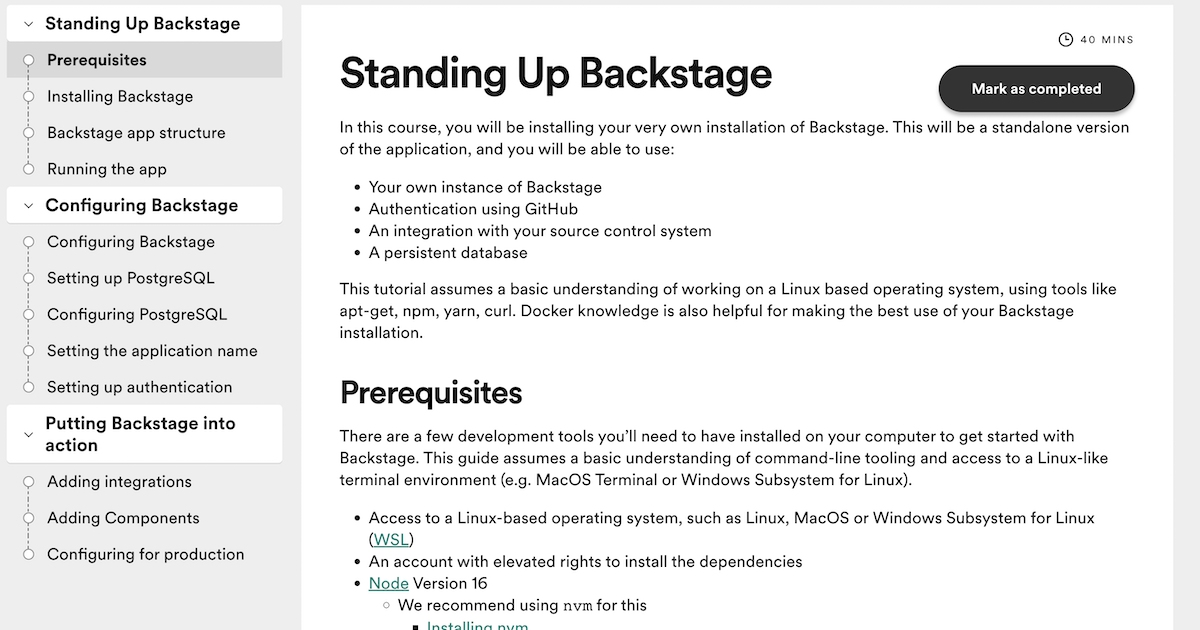 Standing Up Backstage
Prerequisites
Installing Backstage
Backstage app structure
Running the app
Configuring Backstage
Configuring Backstage
Setting up PostgreSQL
Configuring PostgreSQL
Setting the application name
Setting up authentication
Putting Backstage into
action
Adding integrations
Adding Components
Configuring for production
40 MINS
Standing Up Backstage
Mark as completed
In this course, you will be installing your very own installation of Backstage. This will be a standalone version
of the application, and you will be able to use:
Your own instance of Backstage
Authentication using GitHub
An integration with your source control system
A persistent database
This tutorial assumes a basic understanding of working on a Linux based operating system, using tools like
apt-get, npm, yarn, curl. Docker knowledge is also helpful for making the best use of your Backstage
installation.
Prerequisites
There are a few development tools you’ll need to have installed on your computer to get started with
Backstage. This guide assumes a basic understanding of command-line tooling and access to a Linux-like
terminal environment (e.g. MacOS Terminal or Windows Subsystem for Linux).
Access to a Linux-based operating system, such as Linux, MacOS or Windows Subsystem for Linux
(WSL)
An account with elevated rights to install the dependencies
Node Version 16
We recommend using nvm for this
Installing nvm